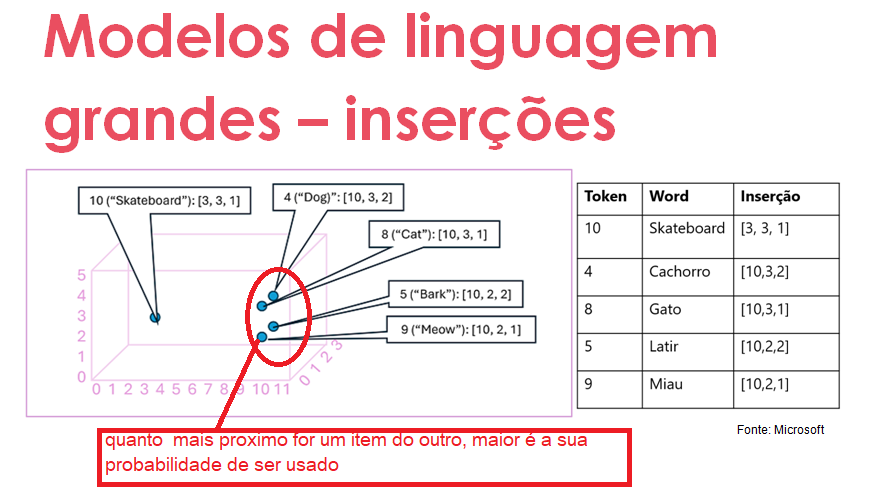 Modelos de linguagem
grandes – inserções
10 ("Skateboard"): [3, 3, 1]
4 ("Dog)": [10, 3, 2]
8 ("Cat"): [10, 3, 1]
5 ("Bark"): [10, 2, 2]
9 ("Meow"): [10, 2, 1]
5
4
3
2
1
0
0 1 2 3 4 5 6 7 8 9 10 11
0 1 2 3
Token Word Inserção
10 Skateboard [3, 3, 1]
4 Cachorro [10,3,2]
8 Gato [10,3,1]
5 Latir [10,2,2]
9 Miau [10,2,1]
Fonte: Microsoft
quanto mais proximo for um item do outro, maior é a sua
probabilidade de ser usado